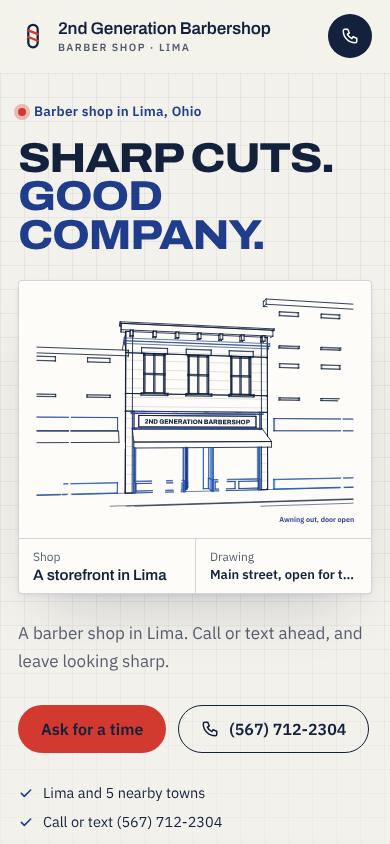 2nd Generation Barbershop
BARBER SHOP · LIMA
Barber shop in Lima, Ohio
SHARP CUTS.
GOOD
COMPANY.
2ND GENERATION BARBERSHOP
Awning out, door open
Shop
A storefront in Lima
Drawing
Main street, open for t...
A barber shop in Lima. Call or text ahead, and
leave looking sharp.
Ask for a time
(567) 712-2304
Lima and 5 nearby towns
Call or text (567) 712-2304